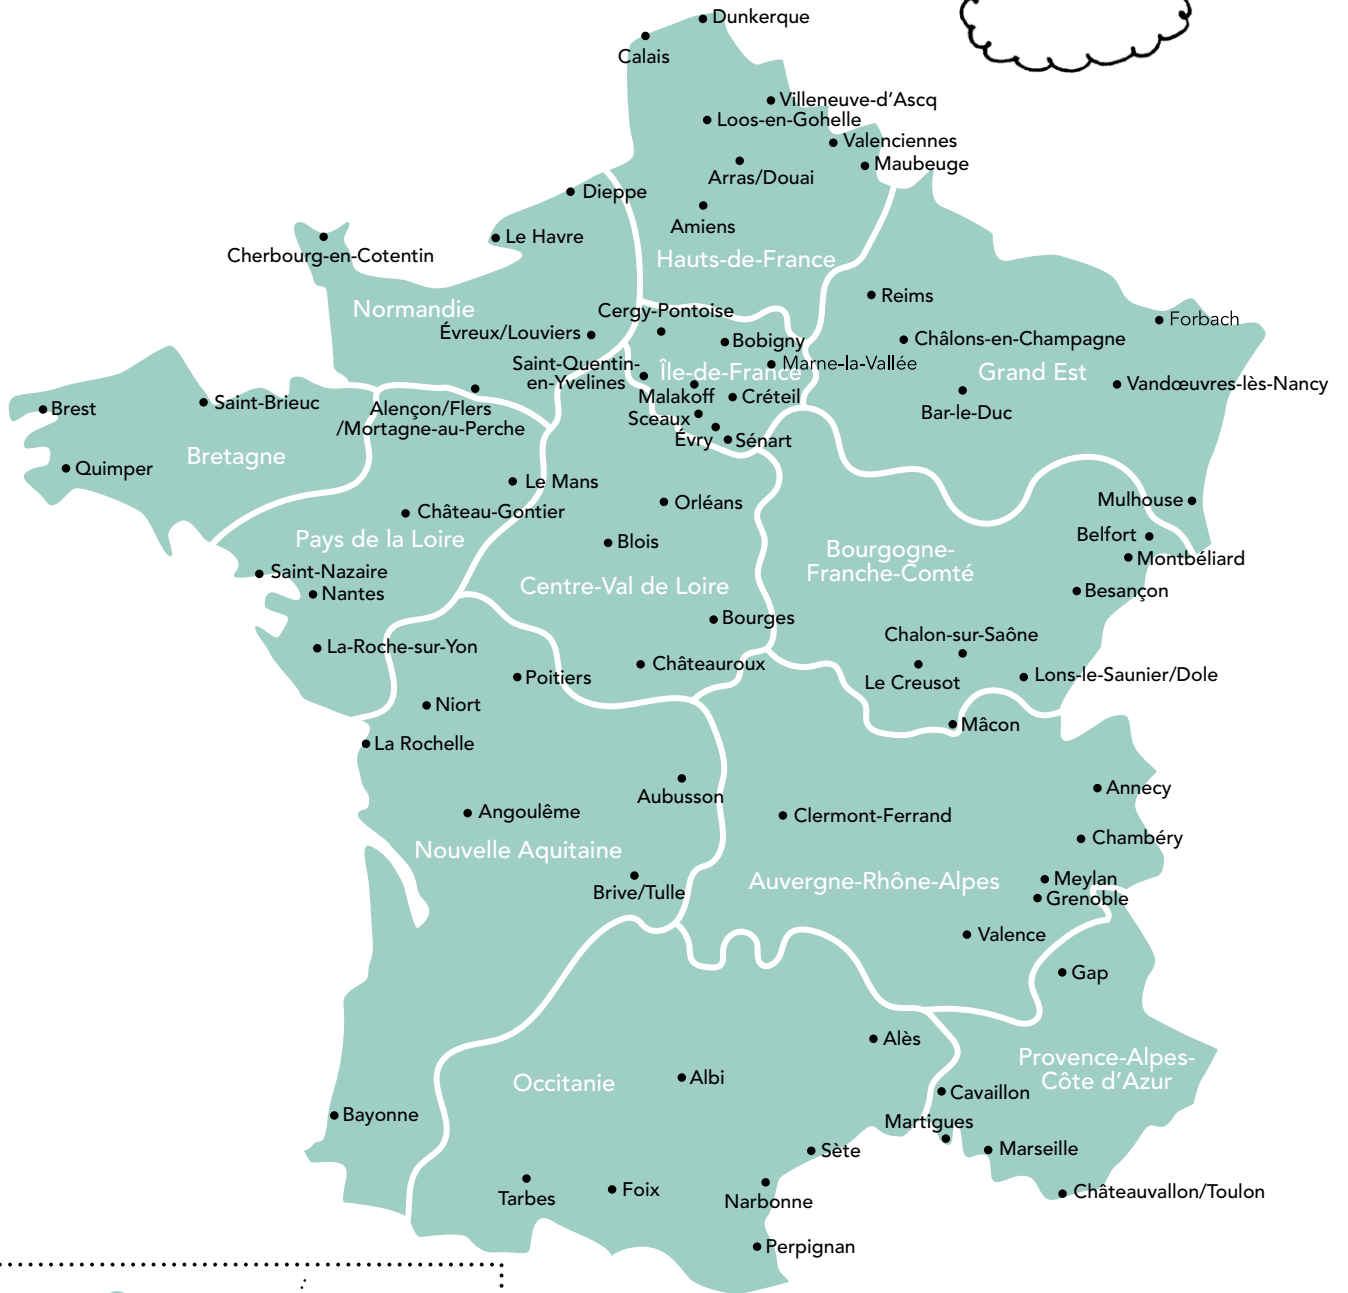 Dunkerque
Calais
Villeneuve-d'Ascq
Loos-en-Gohelle
Valenciennes
Maubeuge
Arras/Douai
Dieppe
Amiens
Le Havre
Cherbourg-en-Cotentin
Hauts-de-France
Reims
Normandie
Cergy-Pontoise
Forbach
Évreux/Louviers
Bobigny
Châlons-en-Champagne
Saint-Quentin-
en-Yvelines
Marne-la-Vallée
Île-de-France
Grand Est
Vandœuvres-lès-Nancy
Malakoff
Créteil
Brest
Saint-Brieuc
Alençon/Flers
/Mortagne-au-Perche
Bar-le-Duc
Sceaux
Évry
Sénart
Bretagne
Quimper
Le Mans
Orléans
Mulhouse
Château-Gontier
Pays de la Loire
Blois
Belfort
Bourgogne-
Franche-Comté
Montbéliard
Saint-Nazaire
Nantes
Centre-Val de Loire
Besançon
Bourges
Chalon-sur-Saône
La-Roche-sur-Yon
Châteauroux
Poitiers
Le Creusot
Lons-le-Saunier/Dole
Niort
Mâcon
La Rochelle
Annecy
Aubusson
Angoulême
Clermont-Ferrand
Chambéry
Nouvelle Aquitaine
Auvergne-Rhône-Alpes
Meylan
Brive/Tulle
Grenoble
Valence
Gap
Alès
Provence-Alpes-
Côte d'Azur
Occitanie
Albi
Cavaillon
Bayonne
Martigues
Sète
Marseille
Tarbes
Foix
Narbonne
Châteauvallon/Toulon
Perpignan